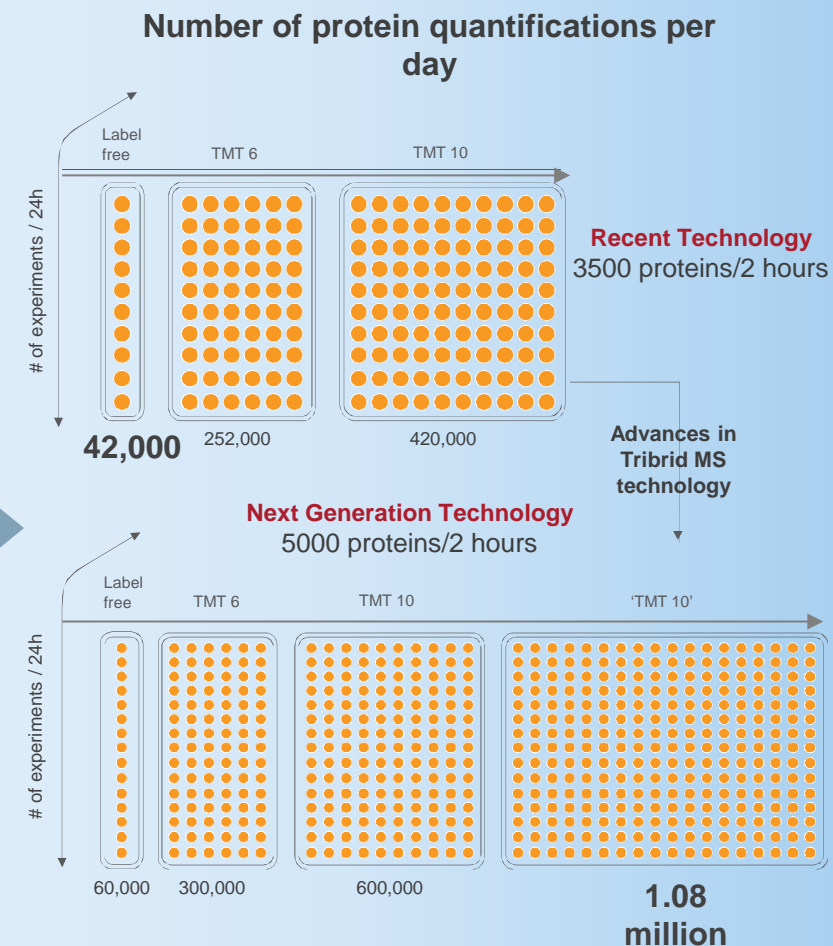 Number of protein quantifications per
day
Label
free
TMT 6
TMT 10
# of experiments / 24h
Recent Technology
3500 proteins/2 hours
42,000
252,000
420,000
Advances in
Tribrid MS
technology
Next Generation Technology
5000 proteins/2 hours
Label
free
TMT 6
TMT 10
‘TMT 10’
# of experiments / 24h
60,000
300,000
600,000
1.08
million